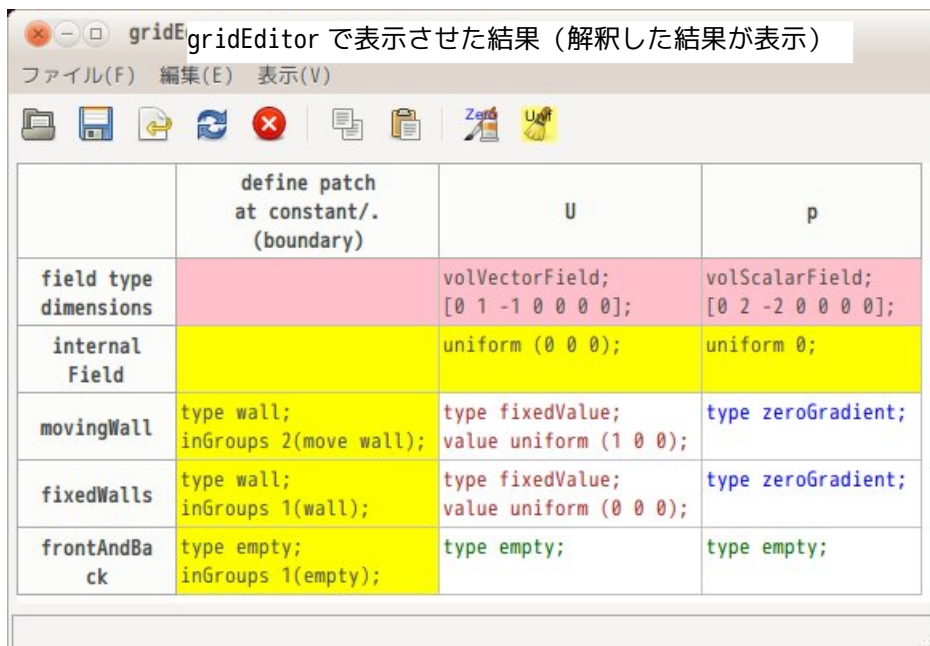 gridE
gridEditor で表示させた結果（解釈した結果が表示）
ファイル(F) 編集(E) 表示(V)
Zero
Unif
define patch
at constant/.
(boundary)
U
p
field type
dimensions
volVectorField;
[0 1 -1 0 0 0 0];
volScalarField;
[0 2 -2 0 0 0 0];
internal
Field
uniform (0 0 0);
uniform 0;
movingWall
type wall;
inGroups 2(move wall);
type fixedValue;
value uniform (1 0 0);
type zeroGradient;
fixedWalls
type wall;
inGroups 1(wall);
type fixedValue;
value uniform (0 0 0);
type zeroGradient;
frontAndBa
ck
type empty;
inGroups 1(empty);
type empty;
type empty;